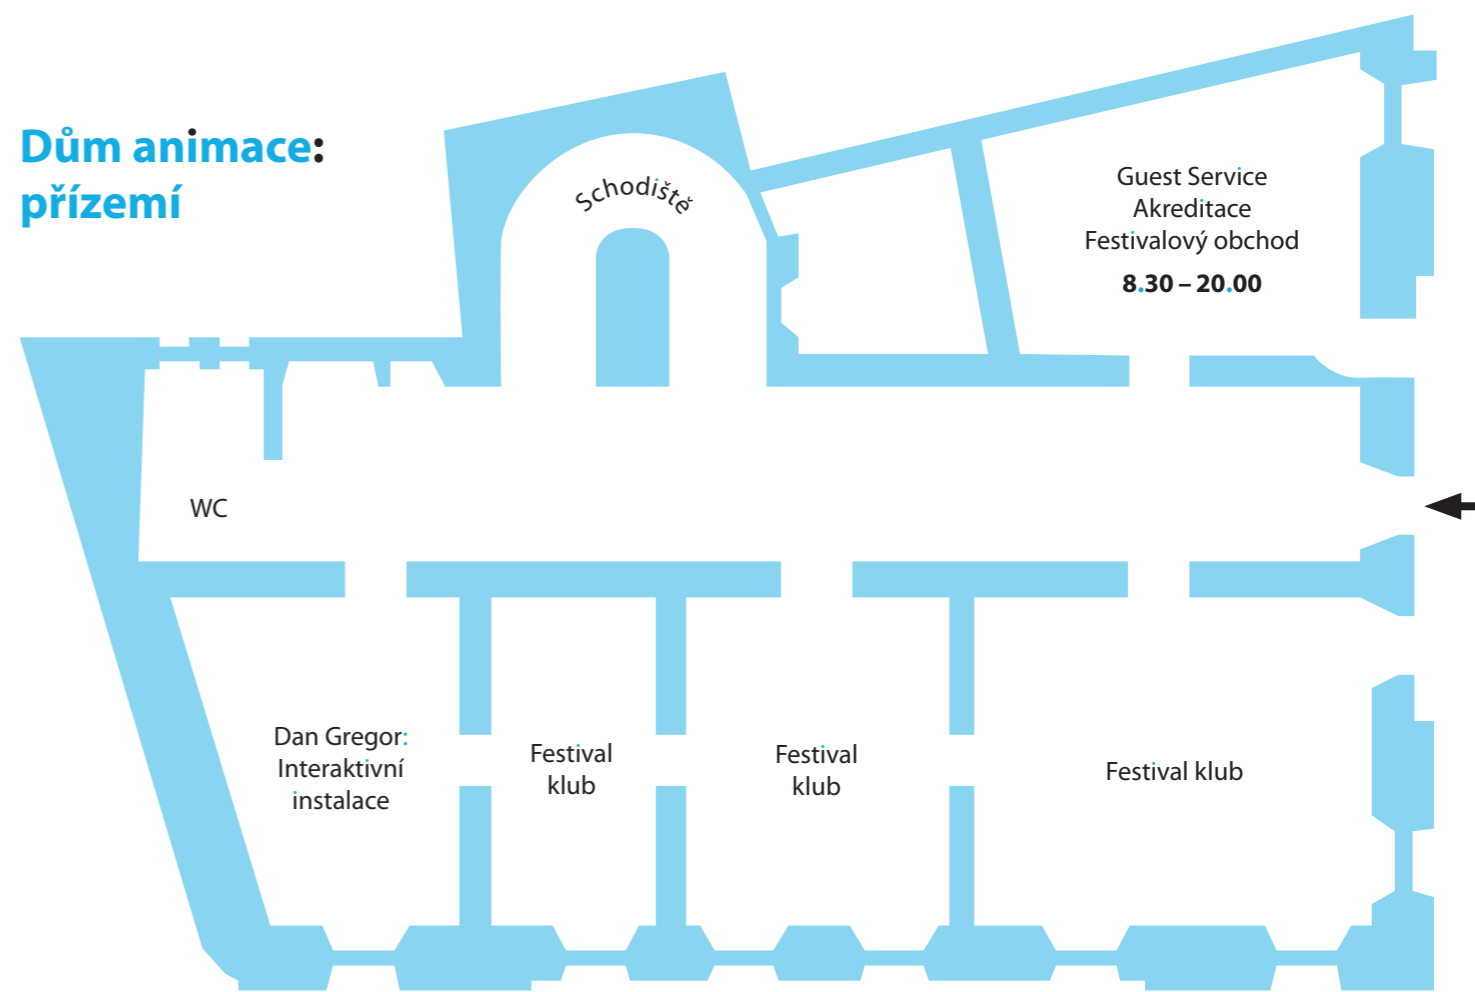 Dům animace:
přízemí
Schodiště
Guest Service
Akreditace
Festivalový obchod
8.30 – 20.00
WC
Dan Gregor:
Interaktivní
instalace
Festival
klub
Festival
klub
Festival klub